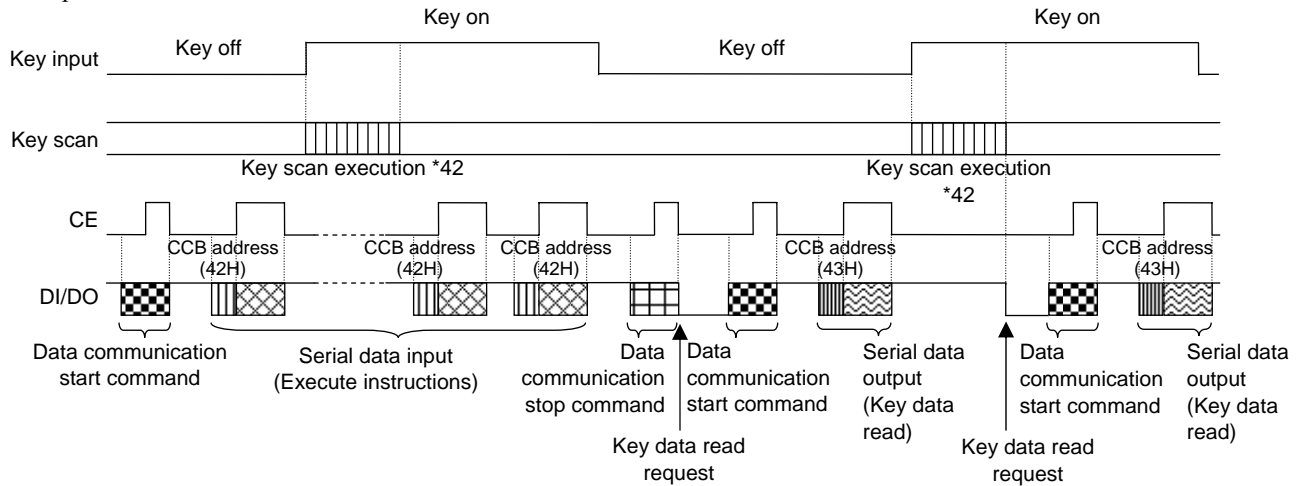 Key on
Key on
Key off
Key off
Key input
Key scan
Key scan execution *42
Key scan execution
*42
CE
CCB address
(42H)
CCB address
(42H)
CCB address
(42H)
CCB address
(43H)
CCB address
(43H)
DI/DO
Data communication
start command
Serial data input
(Execute instructions)
Data
communication
stop command
Data
communication
start command
Serial data
output
(Key data
read)
Data
communication
start command
Serial data
output
(Key data
read)
Key data read
request
Key data read
request